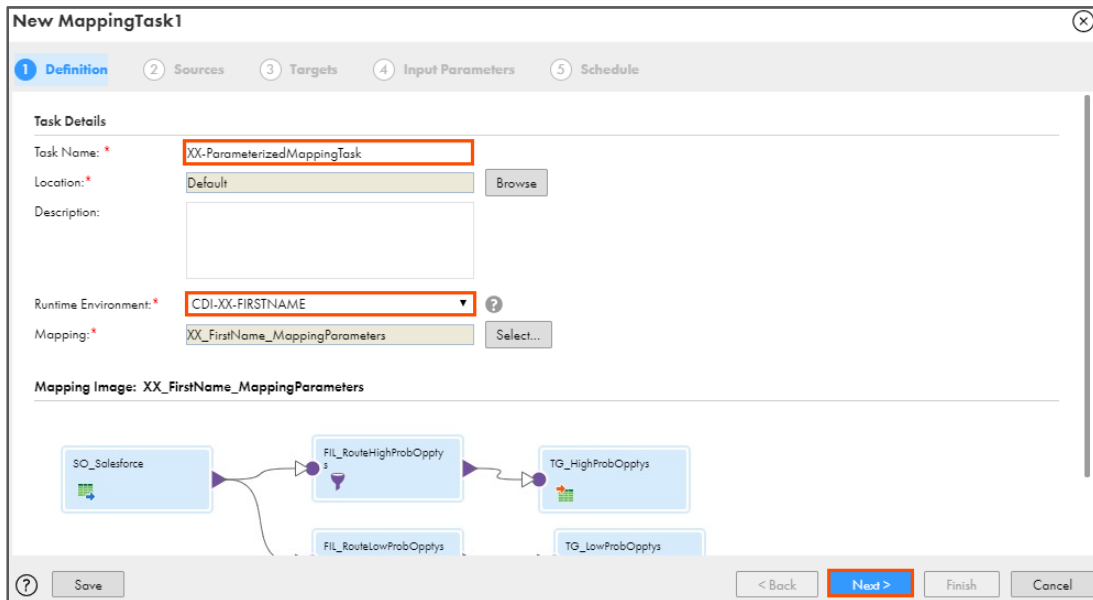 New MappingTask1
1 Definition 2 Sources 3 Targets 4 Input Parameters 5 Schedule
Task Details
Task Name: * XX-ParameterizedMappingTask
Location:* Default Browse
Description:
Runtime Environment:* CDI-XX-FIRSTNAME ?
Mapping:* XX_FirstName_MappingParameters Select...
Mapping Image: XX_FirstName_MappingParameters
SO_Salesforce
FIL_RouteHighProbOppty
s
TG_HighProbOpptys
FIL_RouteLowProbOpptys
TG_LowProbOpptys
? Save < Back Next > Finish Cancel